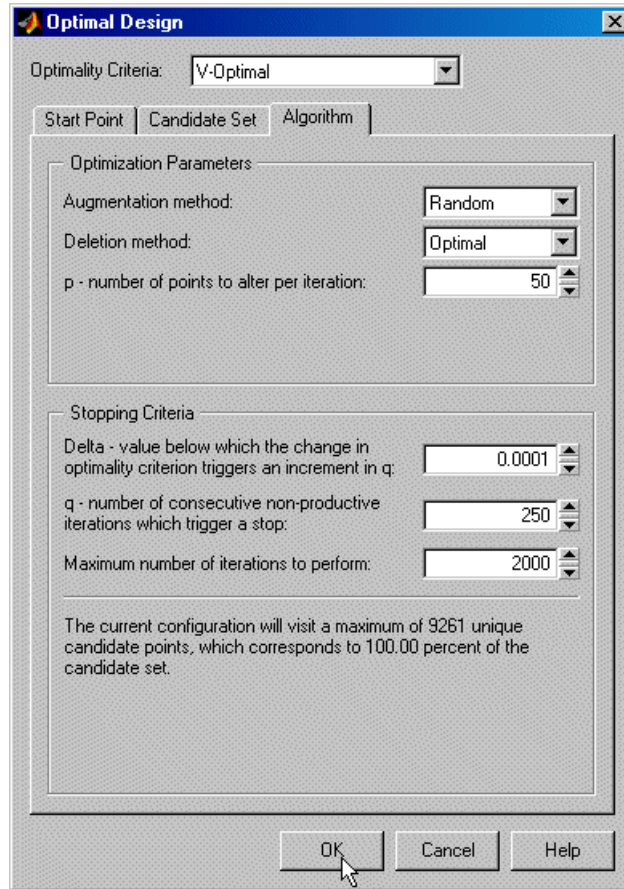 Optimal Design
Optimality Criteria: V-Optimal
Start Point Candidate Set Algorithm
Optimization Parameters
Augmentation method: Random
Deletion method: Optimal
p - number of points to alter per iteration: 50
Stopping Criteria
Delta - value below which the change in
optimality criterion triggers an increment in q: 0.0001
q - number of consecutive non-productive
iterations which trigger a stop: 250
Maximum number of iterations to perform: 2000
The current configuration will visit a maximum of 9261 unique
candidate points, which corresponds to 100.00 percent of the
candidate set.
OK Cancel Help